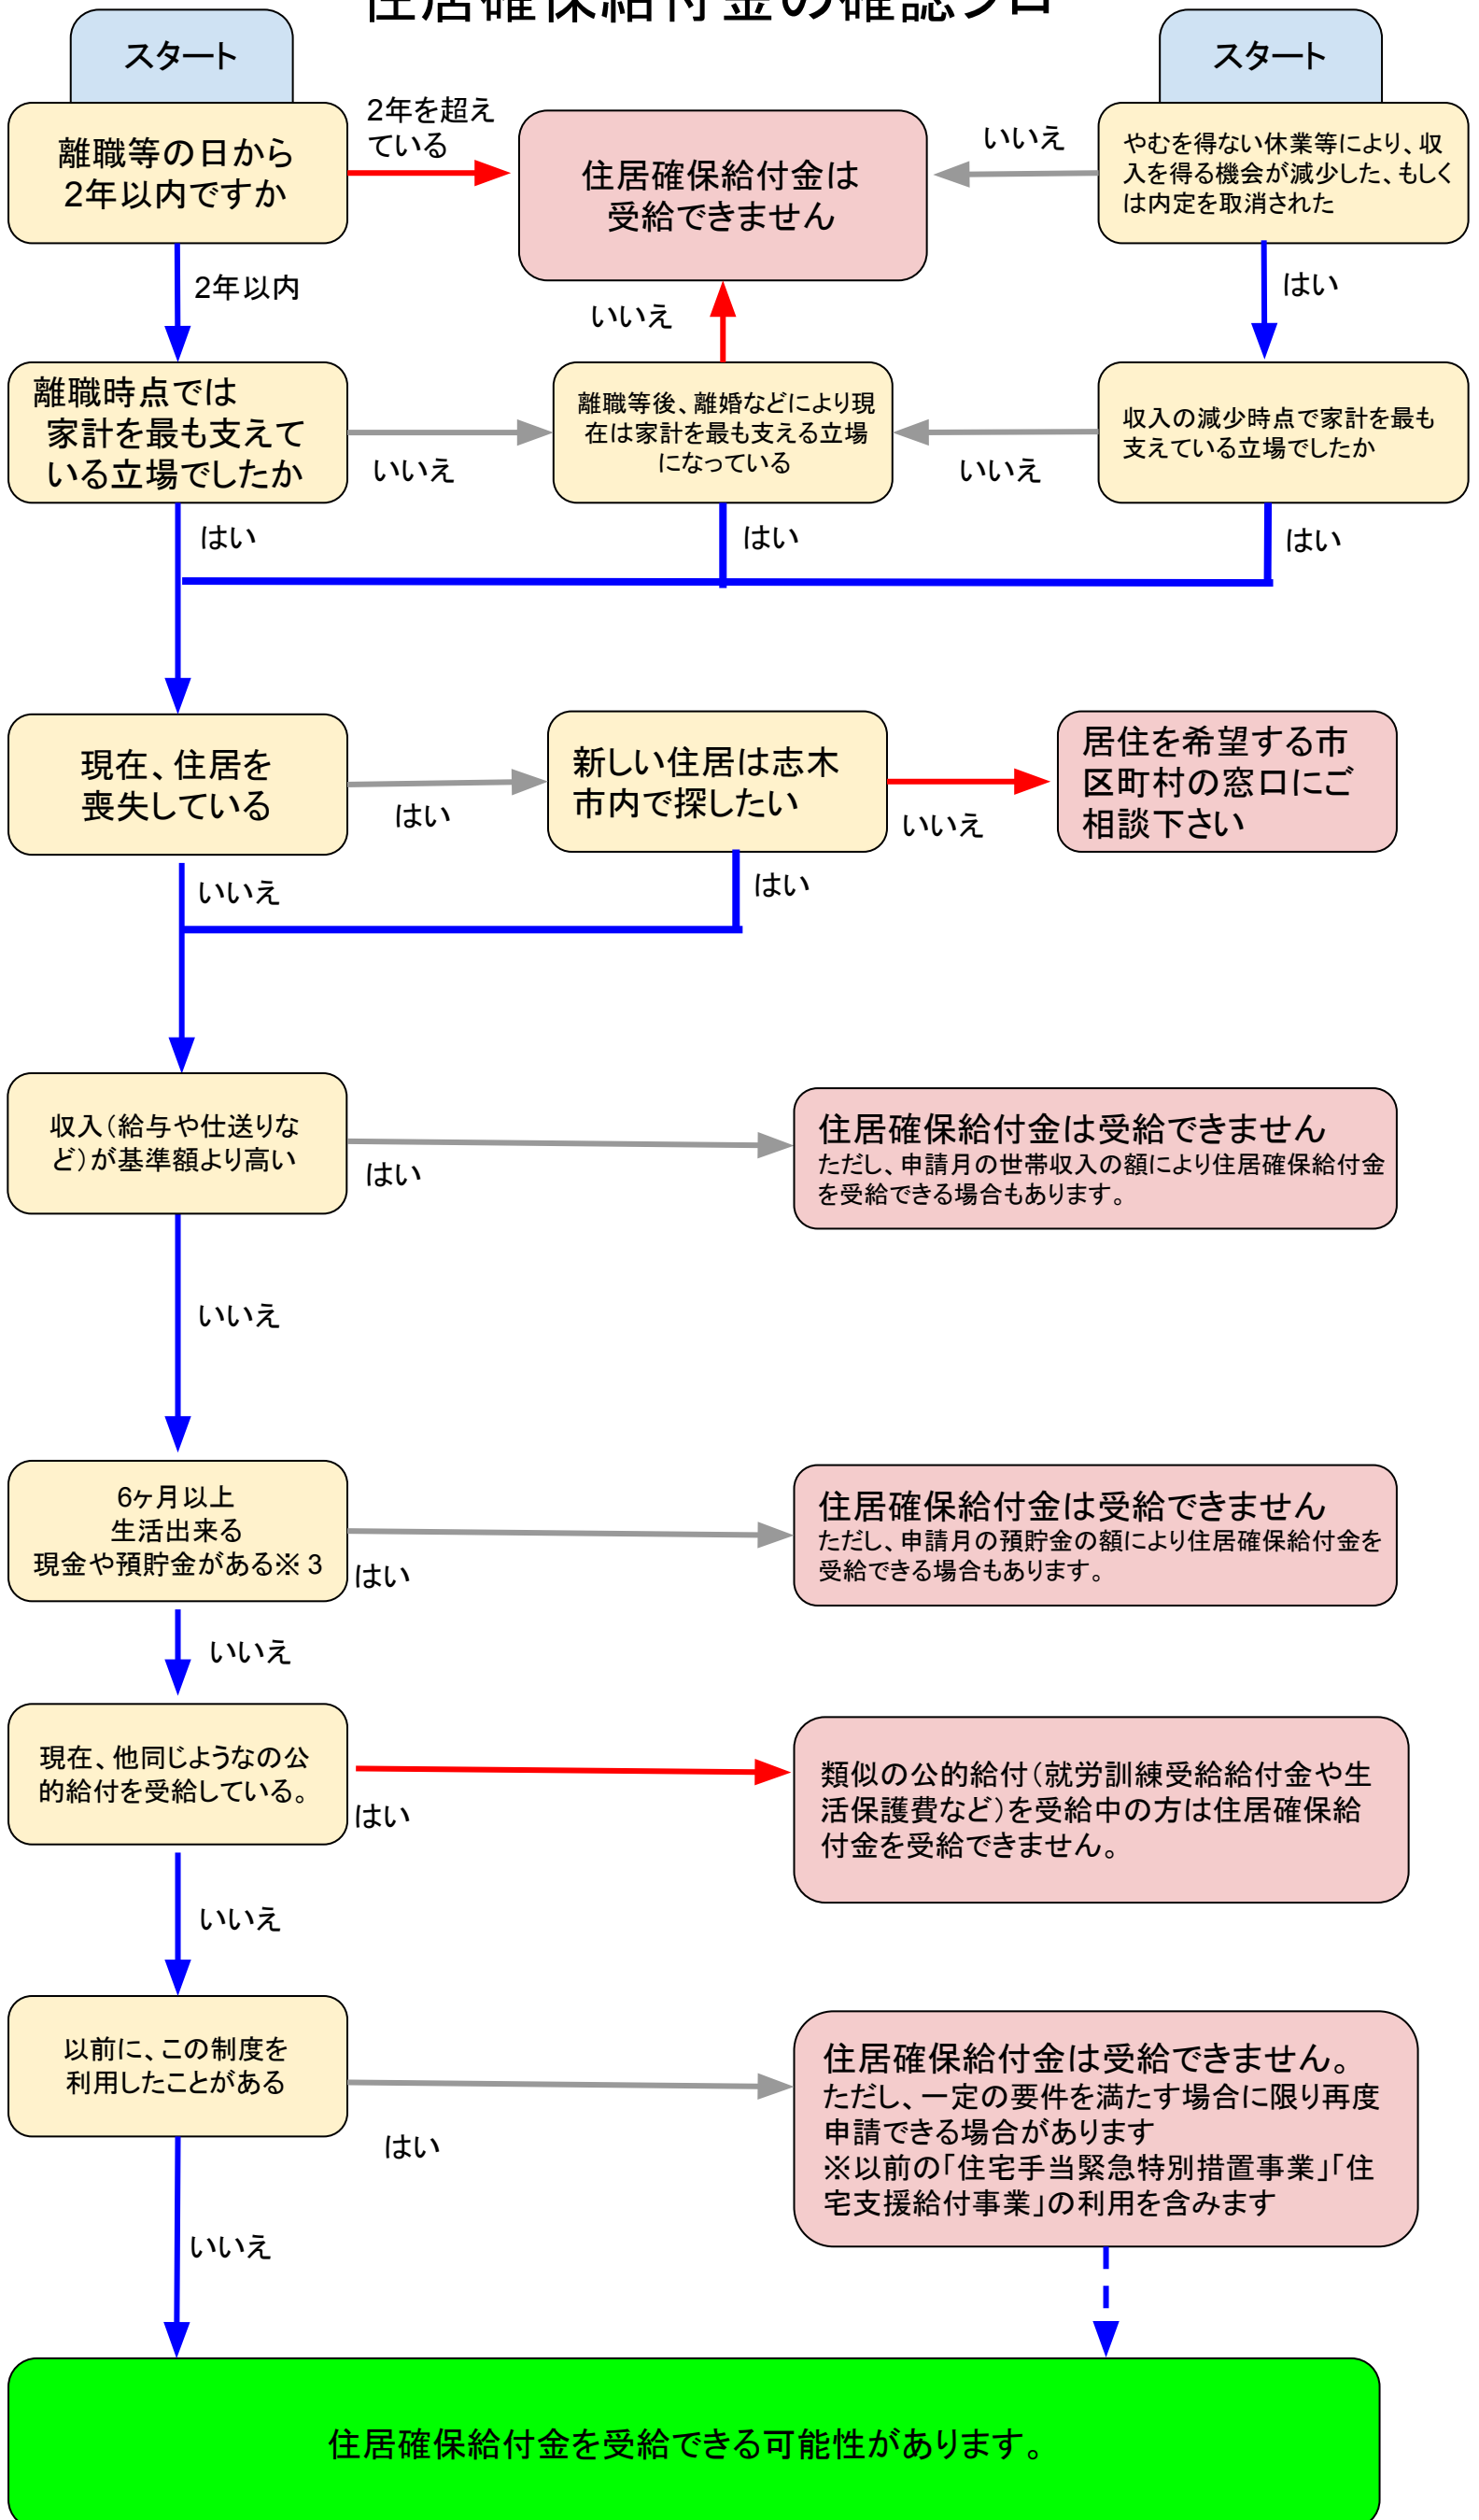 住居確保給付金の確認フロー
スタート
スタート
離職等の日から
2年以内ですか
2年を超え
ている
住居確保給付金は
受給できません
いいえ
やむを得ない休業等により、収
入を得る機会が減少した、もしく
は内定を取消された
2年以内
いいえ
はい
離職時点では
家計を最も支えて
いる立場でしたか
いいえ
離職等後、離婚などにより現
在は家計を最も支える立場
になっている
いいえ
収入の減少時点で家計を最も
支えている立場でしたか
はい
はい
はい
現在、住居を
喪失している
はい
新しい住居は志木
市内で探したい
いいえ
居住を希望する市
区町村の窓口にご
相談下さい
いいえ
はい
収入（給与や仕送りな
ど）が基準額より高い
はい
住居確保給付金は受給できません
ただし、申請月の世帯収入の額により住居確保給付金
を受給できる場合もあります。
いいえ
6ヶ月以上
生活出来る
現金や預貯金がある※3
はい
住居確保給付金は受給できません
ただし、申請月の預貯金の額により住居確保給付金を
受給できる場合もあります。
いいえ
現在、他同じようなの公
的給付を受給している。
はい
類似の公的給付（就労訓練受給給付金や生
活保護費など）を受給中の方は住居確保給
付金を受給できません。
いいえ
以前に、この制度を
利用したことがある
はい
住居確保給付金は受給できません。
ただし、一定の要件を満たす場合に限り再度
申請できる場合があります
※以前の「住宅手当緊急特別措置事業」「住
宅支援給付事業」の利用を含みます
いいえ
住居確保給付金を受給できる可能性があります。